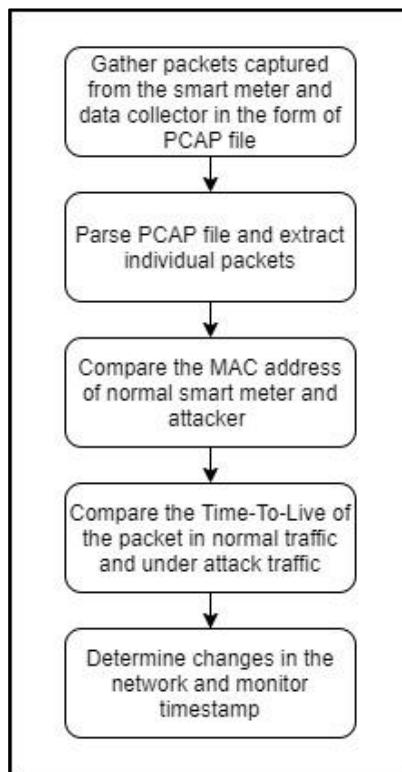 Gather packets captured
from the smart meter and
data collector in the form of
PCAP file
Parse PCAP file and extract
individual packets
Compare the MAC address
of normal smart meter and
attacker
Compare the Time-To-Live of
the packet in normal traffic
and under attack traffic
Determine changes in the
network and monitor
timestamp